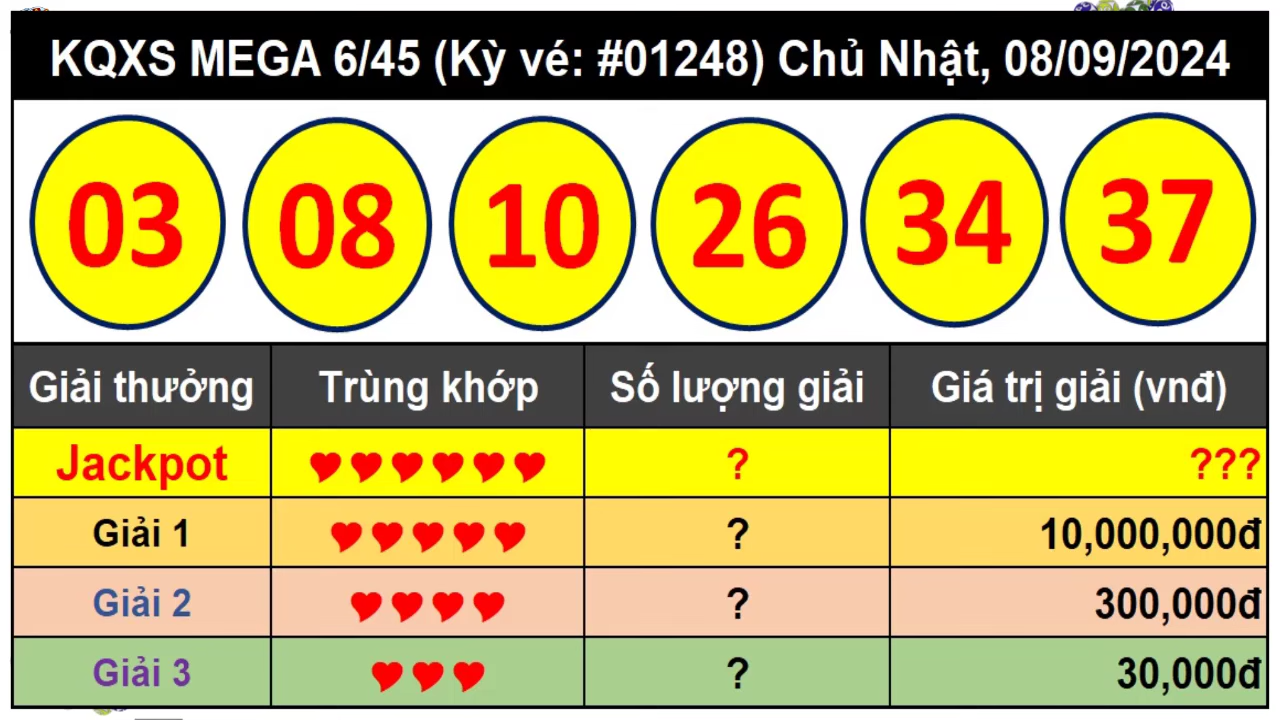 KQXS MEGA 6/45 (Kỳ vé: #01248) Chủ Nhật, 08/09/2024
03 08 10 26 34 37
Giải thưởng Trùng khớp Số lượng giải Giá trị giải (vnđ)
Jackpot ? ???
Giải 1 ? 10,000,000đ
Giải 2 ? 300,000đ
Giải 3 ? 30,000đ